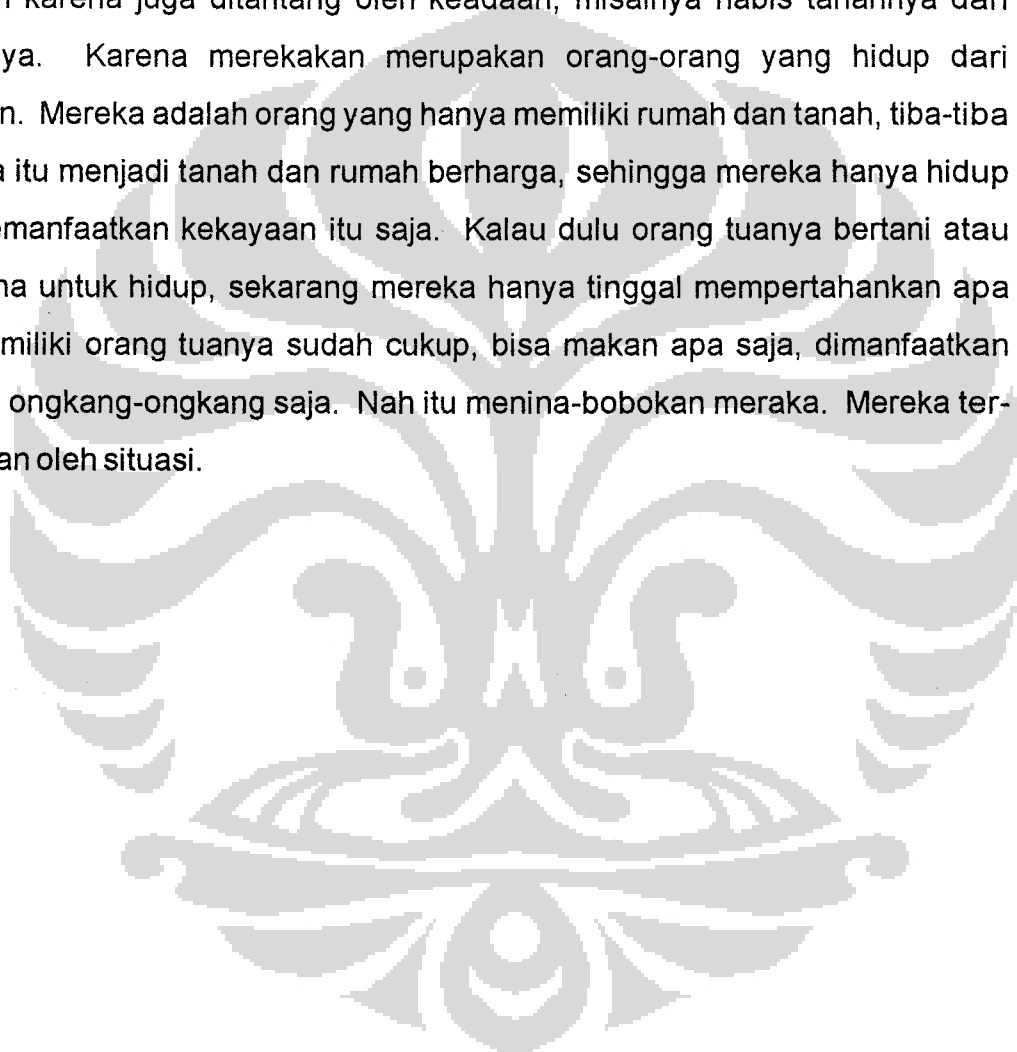 karena juga ditantang oleh keadaan, misalnya habis tanahnya dan
Karena merekakan merupakan orang-orang yang hidup dari
Mereka adalah orang yang hanya memiliki rumah dan tanah, tiba-tiba
itu menjadi tanah dan rumah berharga, sehingga mereka hanya hidup
emanfaatkan kekayaan itu saja. Kalau dulu orang tuanya bertani atau
untuk hidup, sekarang mereka hanya tinggal mempertahankan apa
miliki orang tuanya sudah cukup, bisa makan apa saja, dimanfaatkan
ongkang-ongkang saja. Nah itu menina-bobokan meraka. Mereka ter-
an oleh situasi.